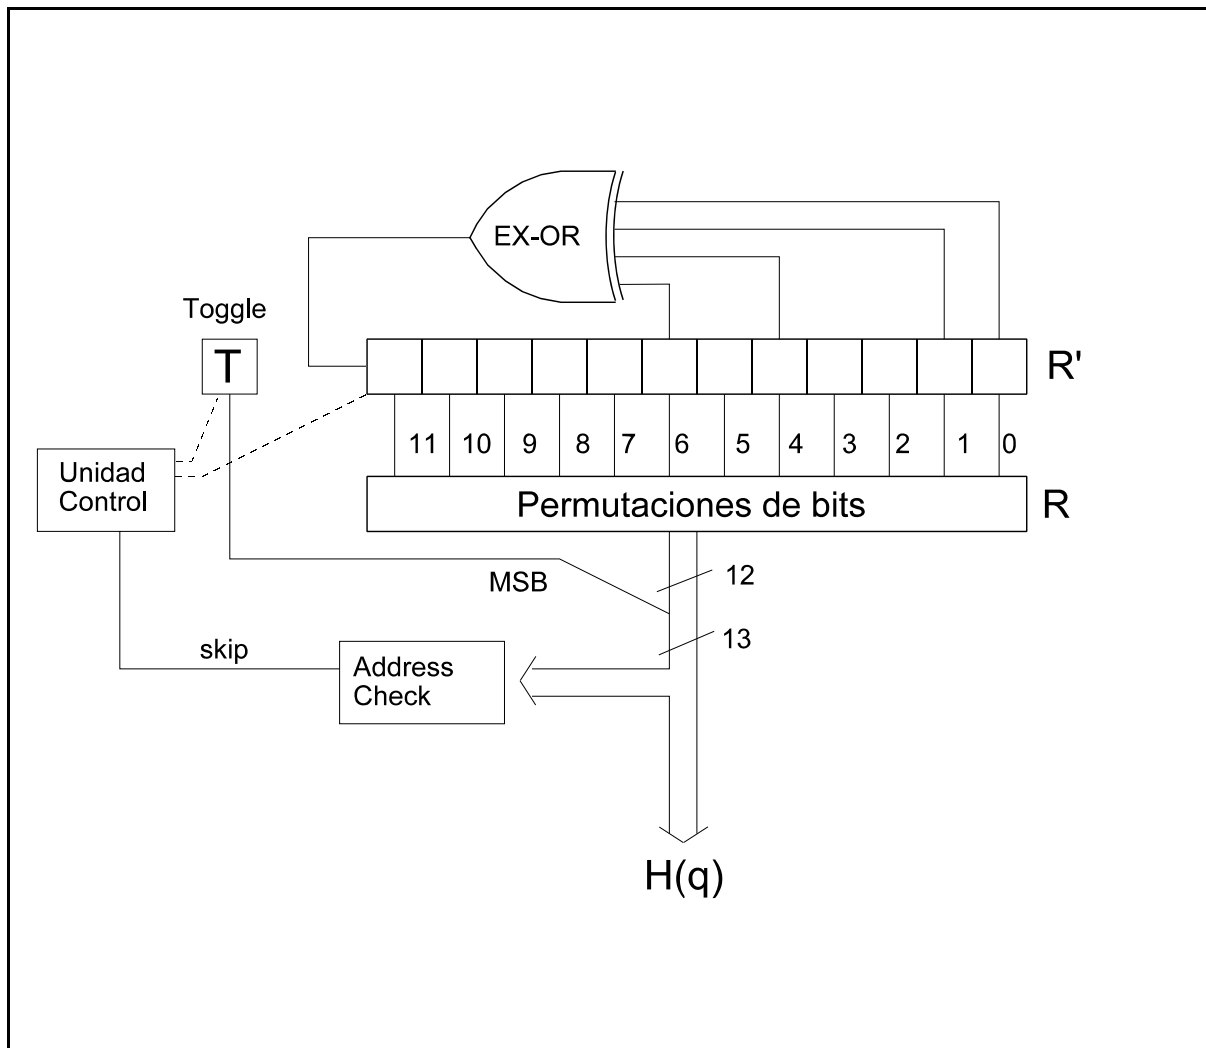 EX-OR
Toggle
T
R'
11 10 9 8 7 6 5 4 3 2 1 0
Unidad
Control
Permutaciones de bits
R
MSB
12
13
skip
Address
Check
H(q)